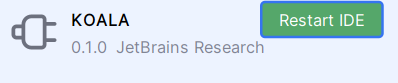 KOALA
Restart IDE
0.1.0 JetBrains Research